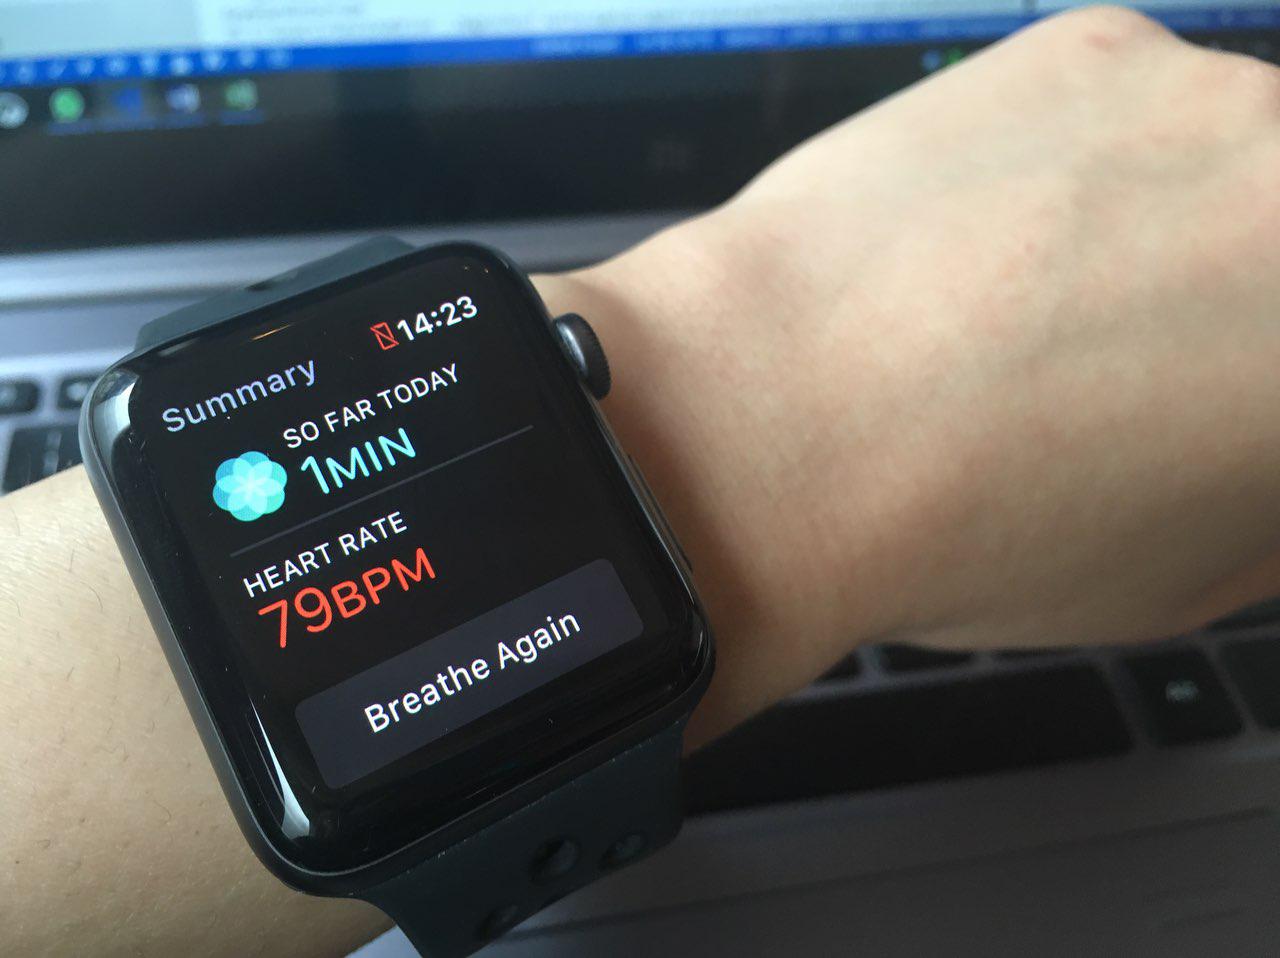 14:23
Summary
SO FAR TODAY
1MIN
HEART RATE
79BPM
Breathe Again